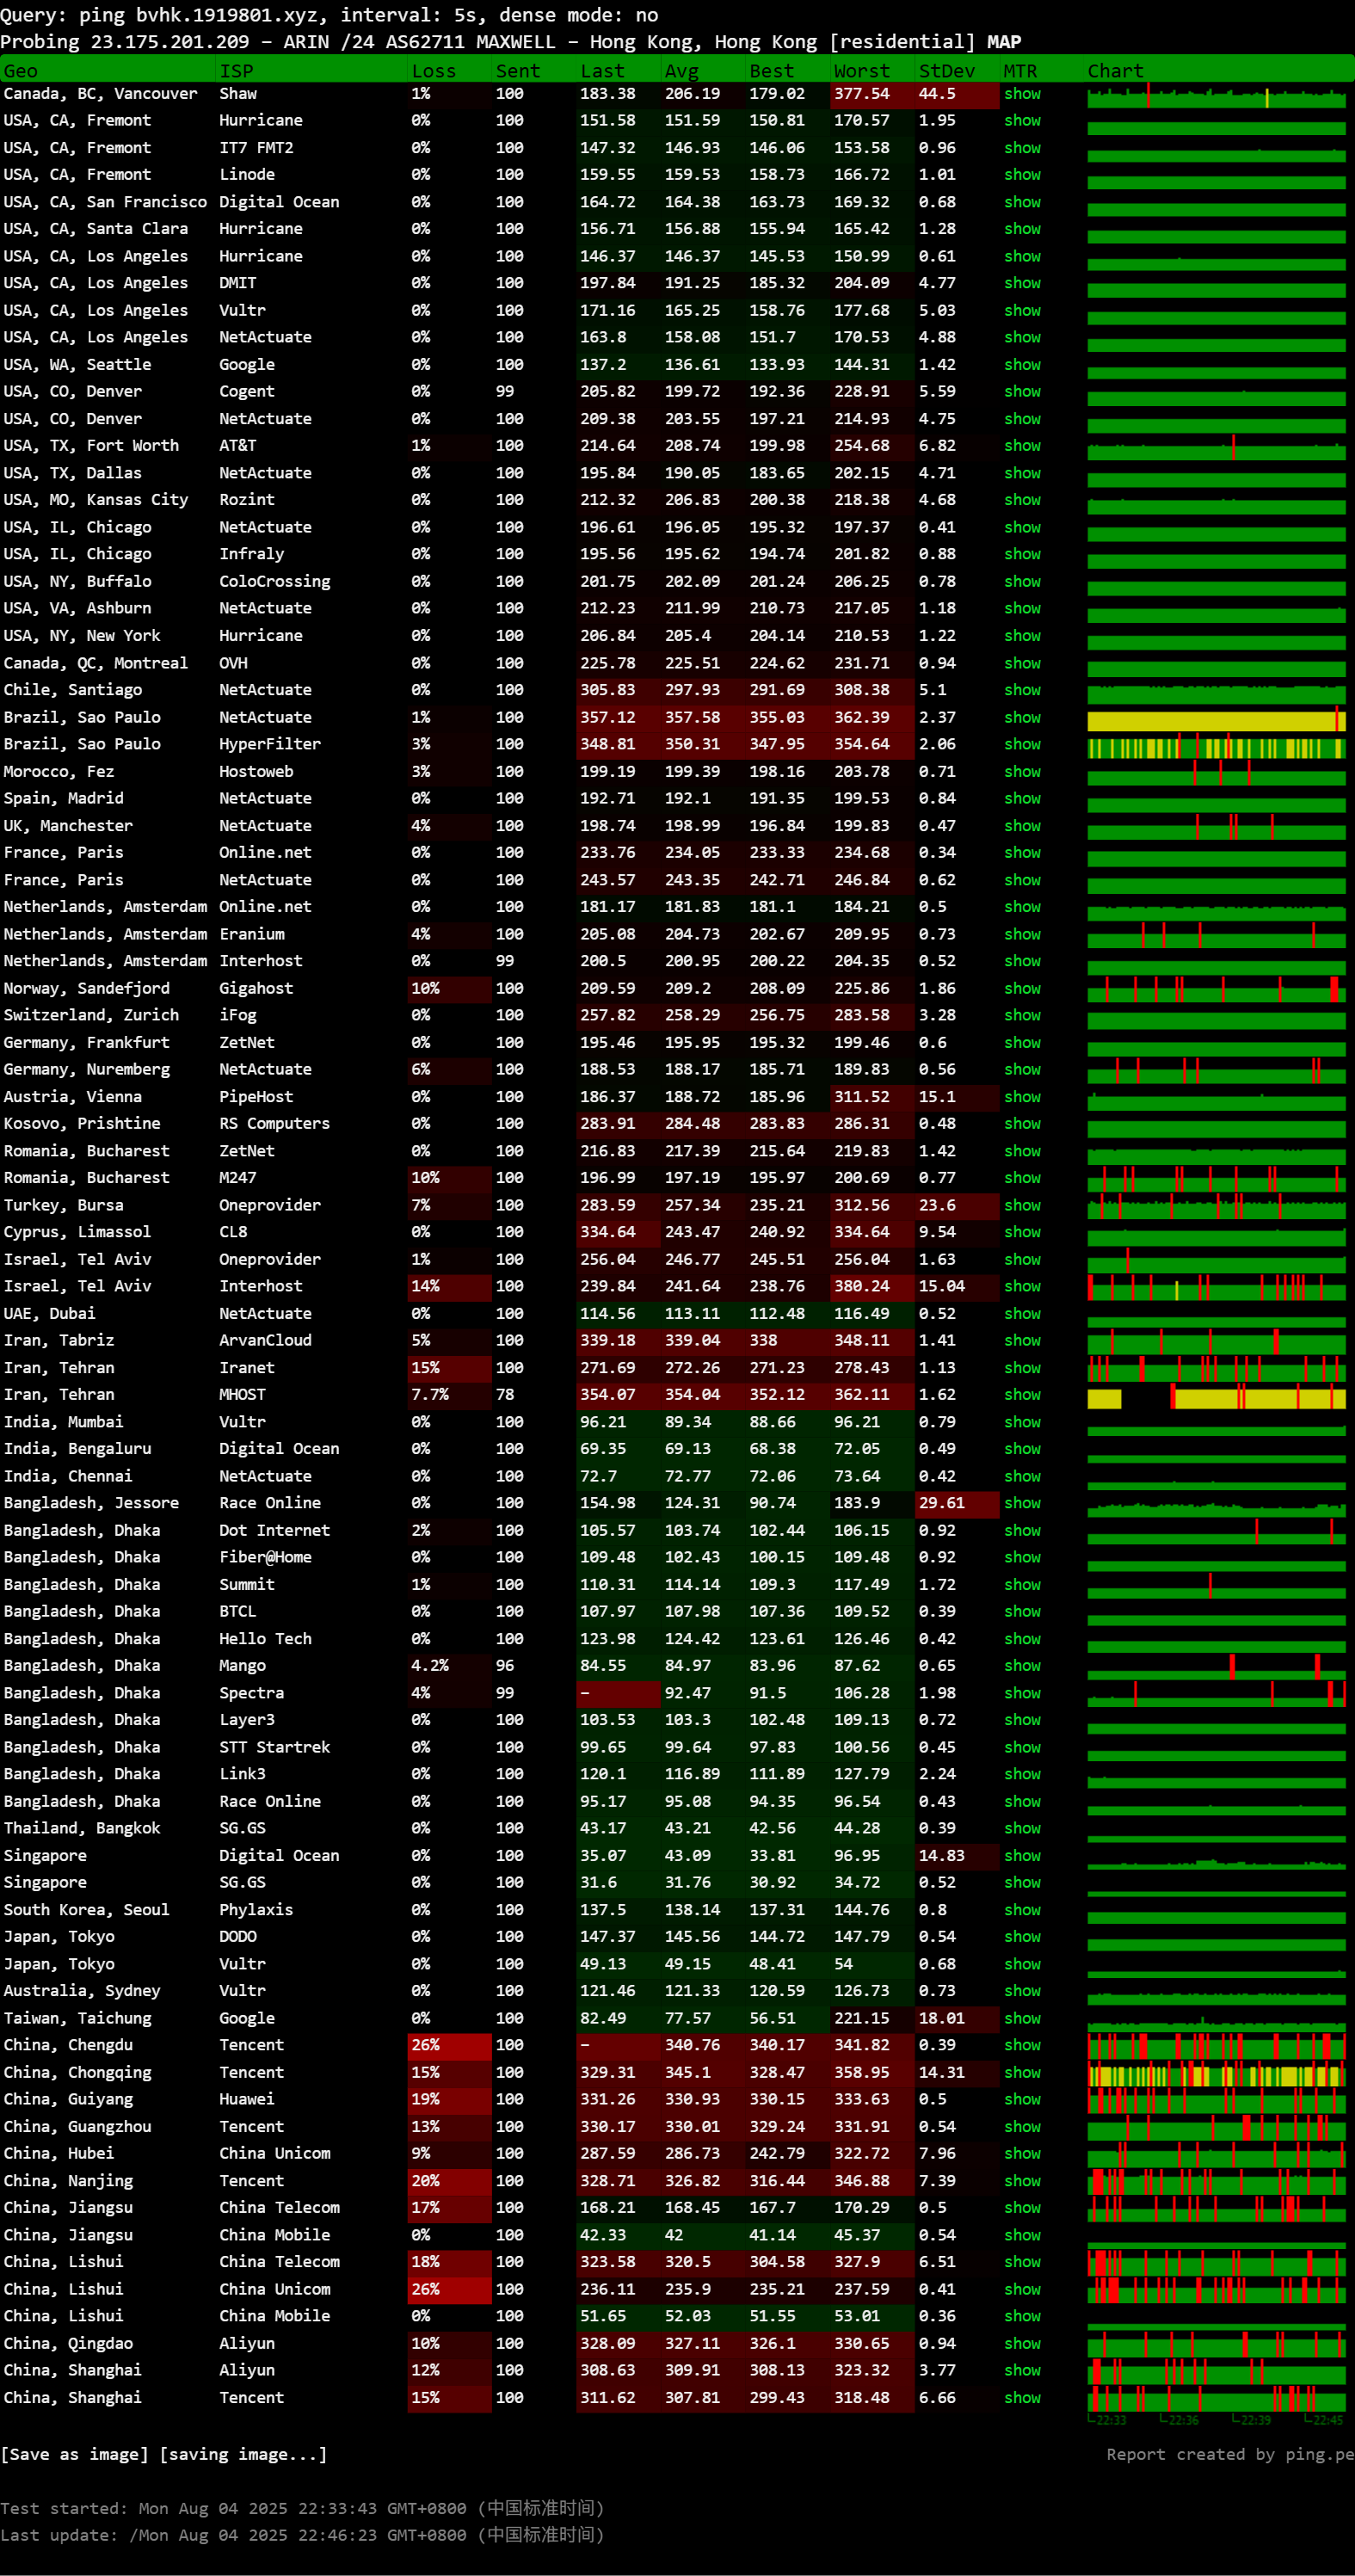 Query: ping bvhk.1919801.xyz, interval: 5s, dense mode: no
Probing 23.175.201.209 – ARIN /24 AS62711 MAXWELL – Hong Kong, Hong Kong [residential] MAP
Geo ISP Loss Sent Last Avg Best Worst StDev MTR Chart
Canada, BC, Vancouver Shaw 1% 100 183.38 206.19 179.02 377.54 44.5 show
USA, CA, Fremont Hurricane 0% 100 151.58 151.59 150.81 170.57 1.95 show
USA, CA, Fremont IT7 FMT2 0% 100 147.32 146.93 146.06 153.58 0.96 show
USA, CA, Fremont Linode 0% 100 159.55 159.53 158.73 166.72 1.01 show
USA, CA, San Francisco Digital Ocean 0% 100 164.72 164.38 163.73 169.32 0.68 show
USA, CA, Santa Clara Hurricane 0% 100 156.71 156.88 155.94 165.42 1.28 show
USA, CA, Los Angeles Hurricane 0% 100 146.37 146.37 145.53 150.99 0.61 show
USA, CA, Los Angeles DMIT 0% 100 197.84 191.25 185.32 204.09 4.77 show
USA, CA, Los Angeles Vultr 0% 100 171.16 165.25 158.76 177.68 5.03 show
USA, CA, Los Angeles NetActuate 0% 100 163.8 158.08 151.7 170.53 4.88 show
USA, WA, Seattle Google 0% 100 137.2 136.61 133.93 144.31 1.42 show
USA, CO, Denver Cogent 0% 99 205.82 199.72 192.36 228.91 5.59 show
USA, CO, Denver NetActuate 0% 100 209.38 203.55 197.21 214.93 4.75 show
USA, TX, Fort Worth AT&T 1% 100 214.64 208.74 199.98 254.68 6.82 show
USA, TX, Dallas NetActuate 0% 100 195.84 190.05 183.65 202.15 4.71 show
USA, MO, Kansas City Rozint 0% 100 212.32 206.83 200.38 218.38 4.68 show
USA, IL, Chicago NetActuate 0% 100 196.61 196.05 195.32 197.37 0.41 show
USA, IL, Chicago Infraly 0% 100 195.56 195.62 194.74 201.82 0.88 show
USA, NY, Buffalo ColoCrossing 0% 100 201.75 202.09 201.24 206.25 0.78 show
USA, VA, Ashburn NetActuate 0% 100 212.23 211.99 210.73 217.05 1.18 show
USA, NY, New York Hurricane 0% 100 206.84 205.4 204.14 210.53 1.22 show
Canada, QC, Montreal OVH 0% 100 225.78 225.51 224.62 231.71 0.94 show
Chile, Santiago NetActuate 0% 100 305.83 297.93 291.69 308.38 5.1 show
Brazil, Sao Paulo NetActuate 1% 100 357.12 357.58 355.03 362.39 2.37 show
Brazil, Sao Paulo HyperFilter 3% 100 348.81 350.31 347.95 354.64 2.06 show
Morocco, Fez Hostoweb 3% 100 199.19 199.39 198.16 203.78 0.71 show
Spain, Madrid NetActuate 0% 100 192.71 192.1 191.35 199.53 0.84 show
UK, Manchester NetActuate 4% 100 198.74 198.99 196.84 199.83 0.47 show
France, Paris Online.net 0% 100 233.76 234.05 233.33 234.68 0.34 show
France, Paris NetActuate 0% 100 243.57 243.35 242.71 246.84 0.62 show
Netherlands, Amsterdam Online.net 0% 100 181.17 181.83 181.1 184.21 0.5 show
Netherlands, Amsterdam Eranium 4% 100 205.08 204.73 202.67 209.95 0.73 show
Netherlands, Amsterdam Interhost 0% 99 200.5 200.95 200.22 204.35 0.52 show
Norway, Sandefjord Gigahost 10% 100 209.59 209.2 208.09 225.86 1.86 show
Switzerland, Zurich iFog 0% 100 257.82 258.29 256.75 283.58 3.28 show
Germany, Frankfurt ZetNet 0% 100 195.46 195.95 195.32 199.46 0.6 show
Germany, Nuremberg NetActuate 6% 100 188.53 188.17 185.71 189.83 0.56 show
Austria, Vienna PipeHost 0% 100 186.37 188.72 185.96 311.52 15.1 show
Kosovo, Prishtine RS Computers 0% 100 283.91 284.48 283.83 286.31 0.48 show
Romania, Bucharest ZetNet 0% 100 216.83 217.39 215.64 219.83 1.42 show
Romania, Bucharest M247 10% 100 196.99 197.19 195.97 200.69 0.77 show
Turkey, Bursa Oneprovider 7% 100 283.59 257.34 235.21 312.56 23.6 show
Cyprus, Limassol CL8 0% 100 334.64 243.47 240.92 334.64 9.54 show
Israel, Tel Aviv Oneprovider 1% 100 256.04 246.77 245.51 256.04 1.63 show
Israel, Tel Aviv Interhost 14% 100 239.84 241.64 238.76 380.24 15.04 show
UAE, Dubai NetActuate 0% 100 114.56 113.11 112.48 116.49 0.52 show
Iran, Tabriz ArvanCloud 5% 100 339.18 339.04 338 348.11 1.41 show
Iran, Tehran Iranet 15% 100 271.69 272.26 271.23 278.43 1.13 show
Iran, Tehran MHOST 7.7% 78 354.07 354.04 352.12 362.11 1.62 show
India, Mumbai Vultr 0% 100 96.21 89.34 88.66 96.21 0.79 show
India, Bengaluru Digital Ocean 0% 100 69.35 69.13 68.38 72.05 0.49 show
India, Chennai NetActuate 0% 100 72.7 72.77 72.06 73.64 0.42 show
Bangladesh, Jessore Race Online 0% 100 154.98 124.31 90.74 183.9 29.61 show
Bangladesh, Dhaka Dot Internet 2% 100 105.57 103.74 102.44 106.15 0.92 show
Bangladesh, Dhaka Fiber@Home 0% 100 109.48 102.43 100.15 109.48 0.92 show
Bangladesh, Dhaka Summit 1% 100 110.31 114.14 109.3 117.49 1.72 show
Bangladesh, Dhaka BTCL 0% 100 107.97 107.98 107.36 109.52 0.39 show
Bangladesh, Dhaka Hello Tech 0% 100 123.98 124.42 123.61 126.46 0.42 show
Bangladesh, Dhaka Mango 4.2% 96 84.55 84.97 83.96 87.62 0.65 show
Bangladesh, Dhaka Spectra 4% 99 – 92.47 91.5 106.28 1.98 show
Bangladesh, Dhaka Layer3 0% 100 103.53 103.3 102.48 109.13 0.72 show
Bangladesh, Dhaka STT Startrek 0% 100 99.65 99.64 97.83 100.56 0.45 show
Bangladesh, Dhaka Link3 0% 100 120.1 116.89 111.89 127.79 2.24 show
Bangladesh, Dhaka Race Online 0% 100 95.17 95.08 94.35 96.54 0.43 show
Thailand, Bangkok SG.GS 0% 100 43.17 43.21 42.56 44.28 0.39 show
Singapore Digital Ocean 0% 100 35.07 43.09 33.81 96.95 14.83 show
Singapore SG.GS 0% 100 31.6 31.76 30.92 34.72 0.52 show
South Korea, Seoul Phylaxis 0% 100 137.5 138.14 137.31 144.76 0.8 show
Japan, Tokyo DODO 0% 100 147.37 145.56 144.72 147.79 0.54 show
Japan, Tokyo Vultr 0% 100 49.13 49.15 48.41 54 0.68 show
Australia, Sydney Vultr 0% 100 121.46 121.33 120.59 126.73 0.73 show
Taiwan, Taichung Google 0% 100 82.49 77.57 56.51 221.15 18.01 show
China, Chengdu Tencent 26% 100 – 340.76 340.17 341.82 0.39 show
China, Chongqing Tencent 15% 100 329.31 345.1 328.47 358.95 14.31 show
China, Guiyang Huawei 19% 100 331.26 330.93 330.15 333.63 0.5 show
China, Guangzhou Tencent 13% 100 330.17 330.01 329.24 331.91 0.54 show
China, Hubei China Unicom 9% 100 287.59 286.73 242.79 322.72 7.96 show
China, Nanjing Tencent 20% 100 328.71 326.82 316.44 346.88 7.39 show
China, Jiangsu China Telecom 17% 100 168.21 168.45 167.7 170.29 0.5 show
China, Jiangsu China Mobile 0% 100 42.33 42 41.14 45.37 0.54 show
China, Lishui China Telecom 18% 100 323.58 320.5 304.58 327.9 6.51 show
China, Lishui China Unicom 26% 100 236.11 235.9 235.21 237.59 0.41 show
China, Lishui China Mobile 0% 100 51.65 52.03 51.55 53.01 0.36 show
China, Qingdao Aliyun 10% 100 328.09 327.11 326.1 330.65 0.94 show
China, Shanghai Aliyun 12% 100 308.63 309.91 308.13 323.32 3.77 show
China, Shanghai Tencent 15% 100 311.62 307.81 299.43 318.48 6.66 show
22:33 22:36 22:39 22:45
[Save as image] [saving image...] Report created by ping.pe
Test started: Mon Aug 04 2025 22:33:43 GMT+0800 (中国标准时间)
Last update: /Mon Aug 04 2025 22:46:23 GMT+0800 (中国标准时间)